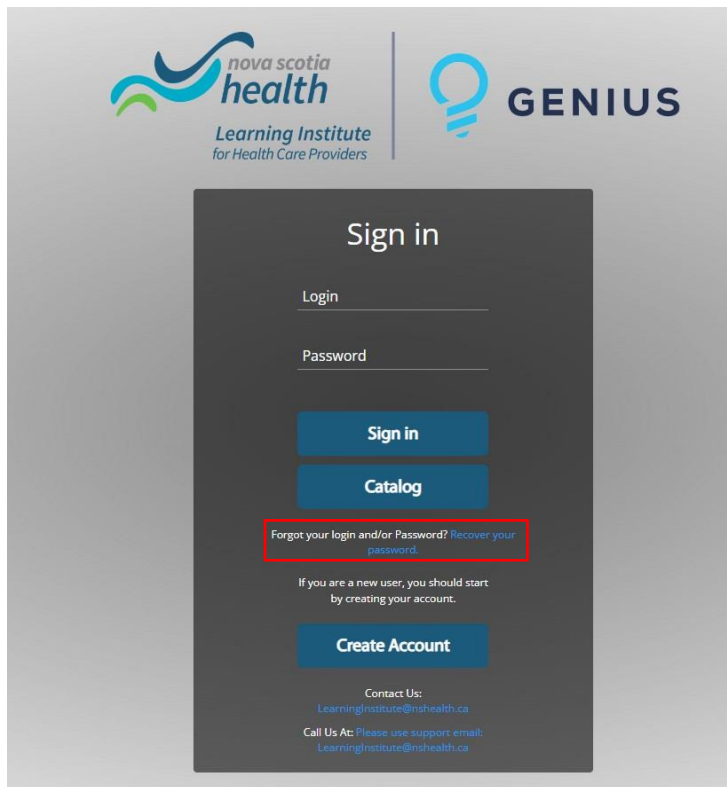 nova scotia
health
Learning Institute
for Health Care Providers
GENIUS
Sign in
Login
Password
Sign in
Catalog
Forgot your login and/or Password? Recover your
password.
If you are a new user, you should start
by creating your account.
Create Account
Contact Us:
LearningInstitute@nshealth.ca
Call Us At: Please use support email:
LearningInstitute@nshealth.ca